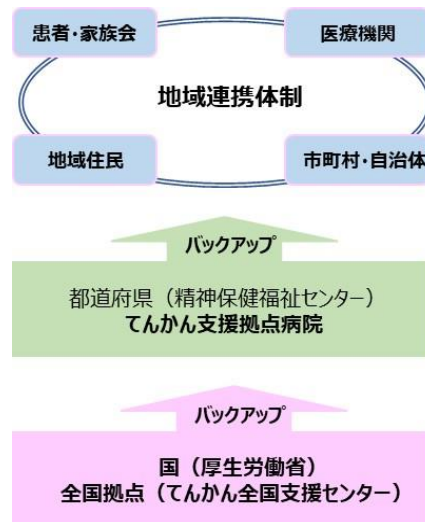 患者・家族会
医療機関
地域連携体制
地域住民
市町村・自治体
バックアップ
都道府県（精神保健福祉センター）
てんかん支援拠点病院
バックアップ
国（厚生労働省）
全国拠点（てんかん全国支援センター）